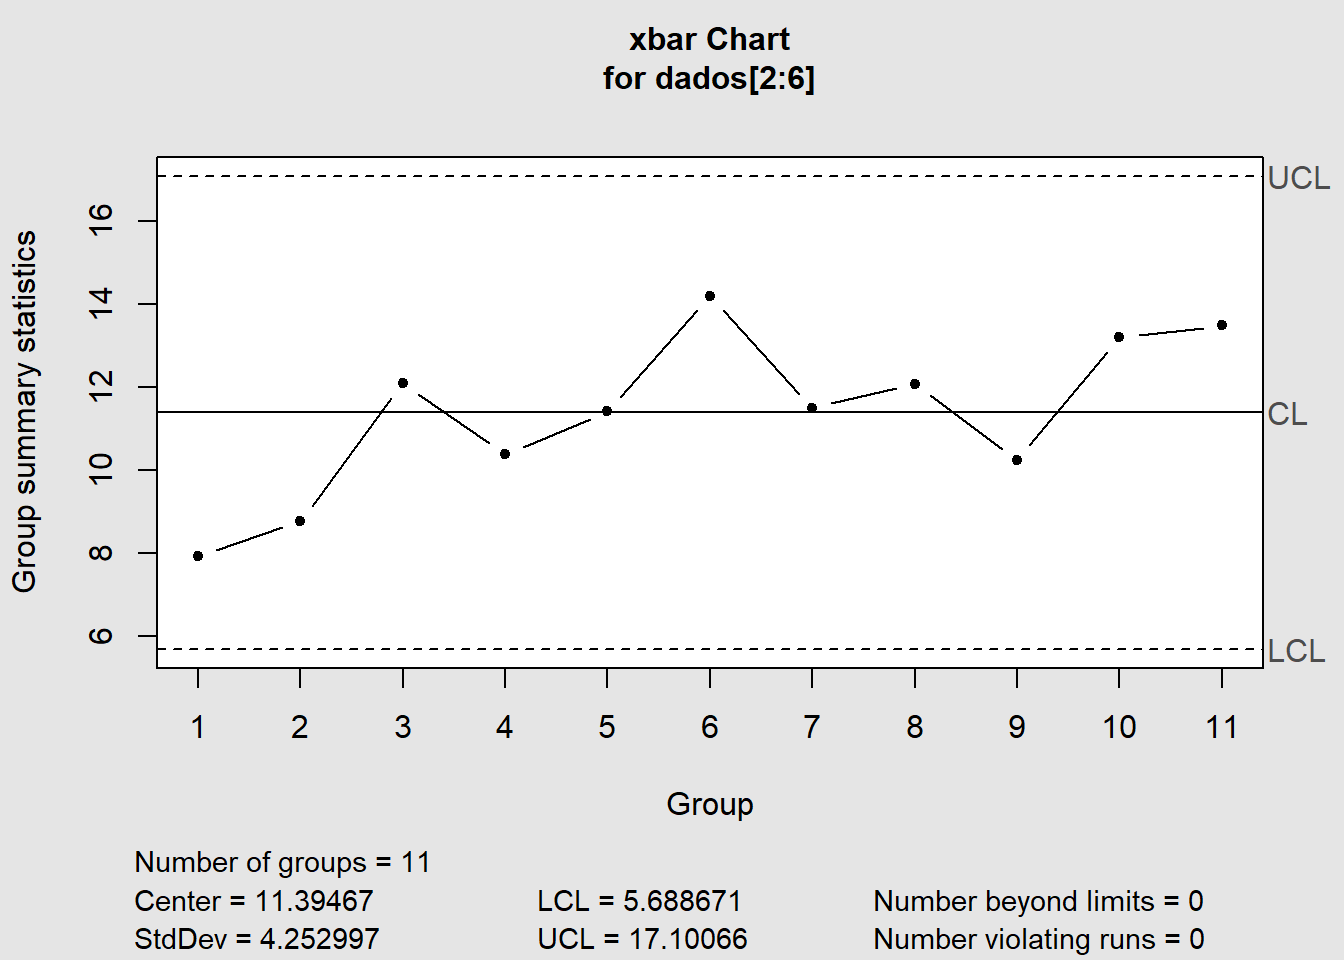 xbar Chart
for dados[2:6]
Group summary statistics
16
14
12
10
8
6
UCL
CL
LCL
1 2 3 4 5 6 7 8 9 10 11
Group
Number of groups = 11
Center = 11.39467 LCL = 5.688671 Number beyond limits = 0
StdDev = 4.252997 UCL = 17.10066 Number violating runs = 0